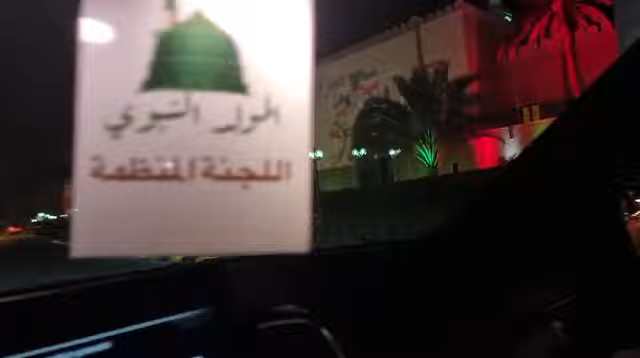 المولد النبوي
اللجنة المنظمة